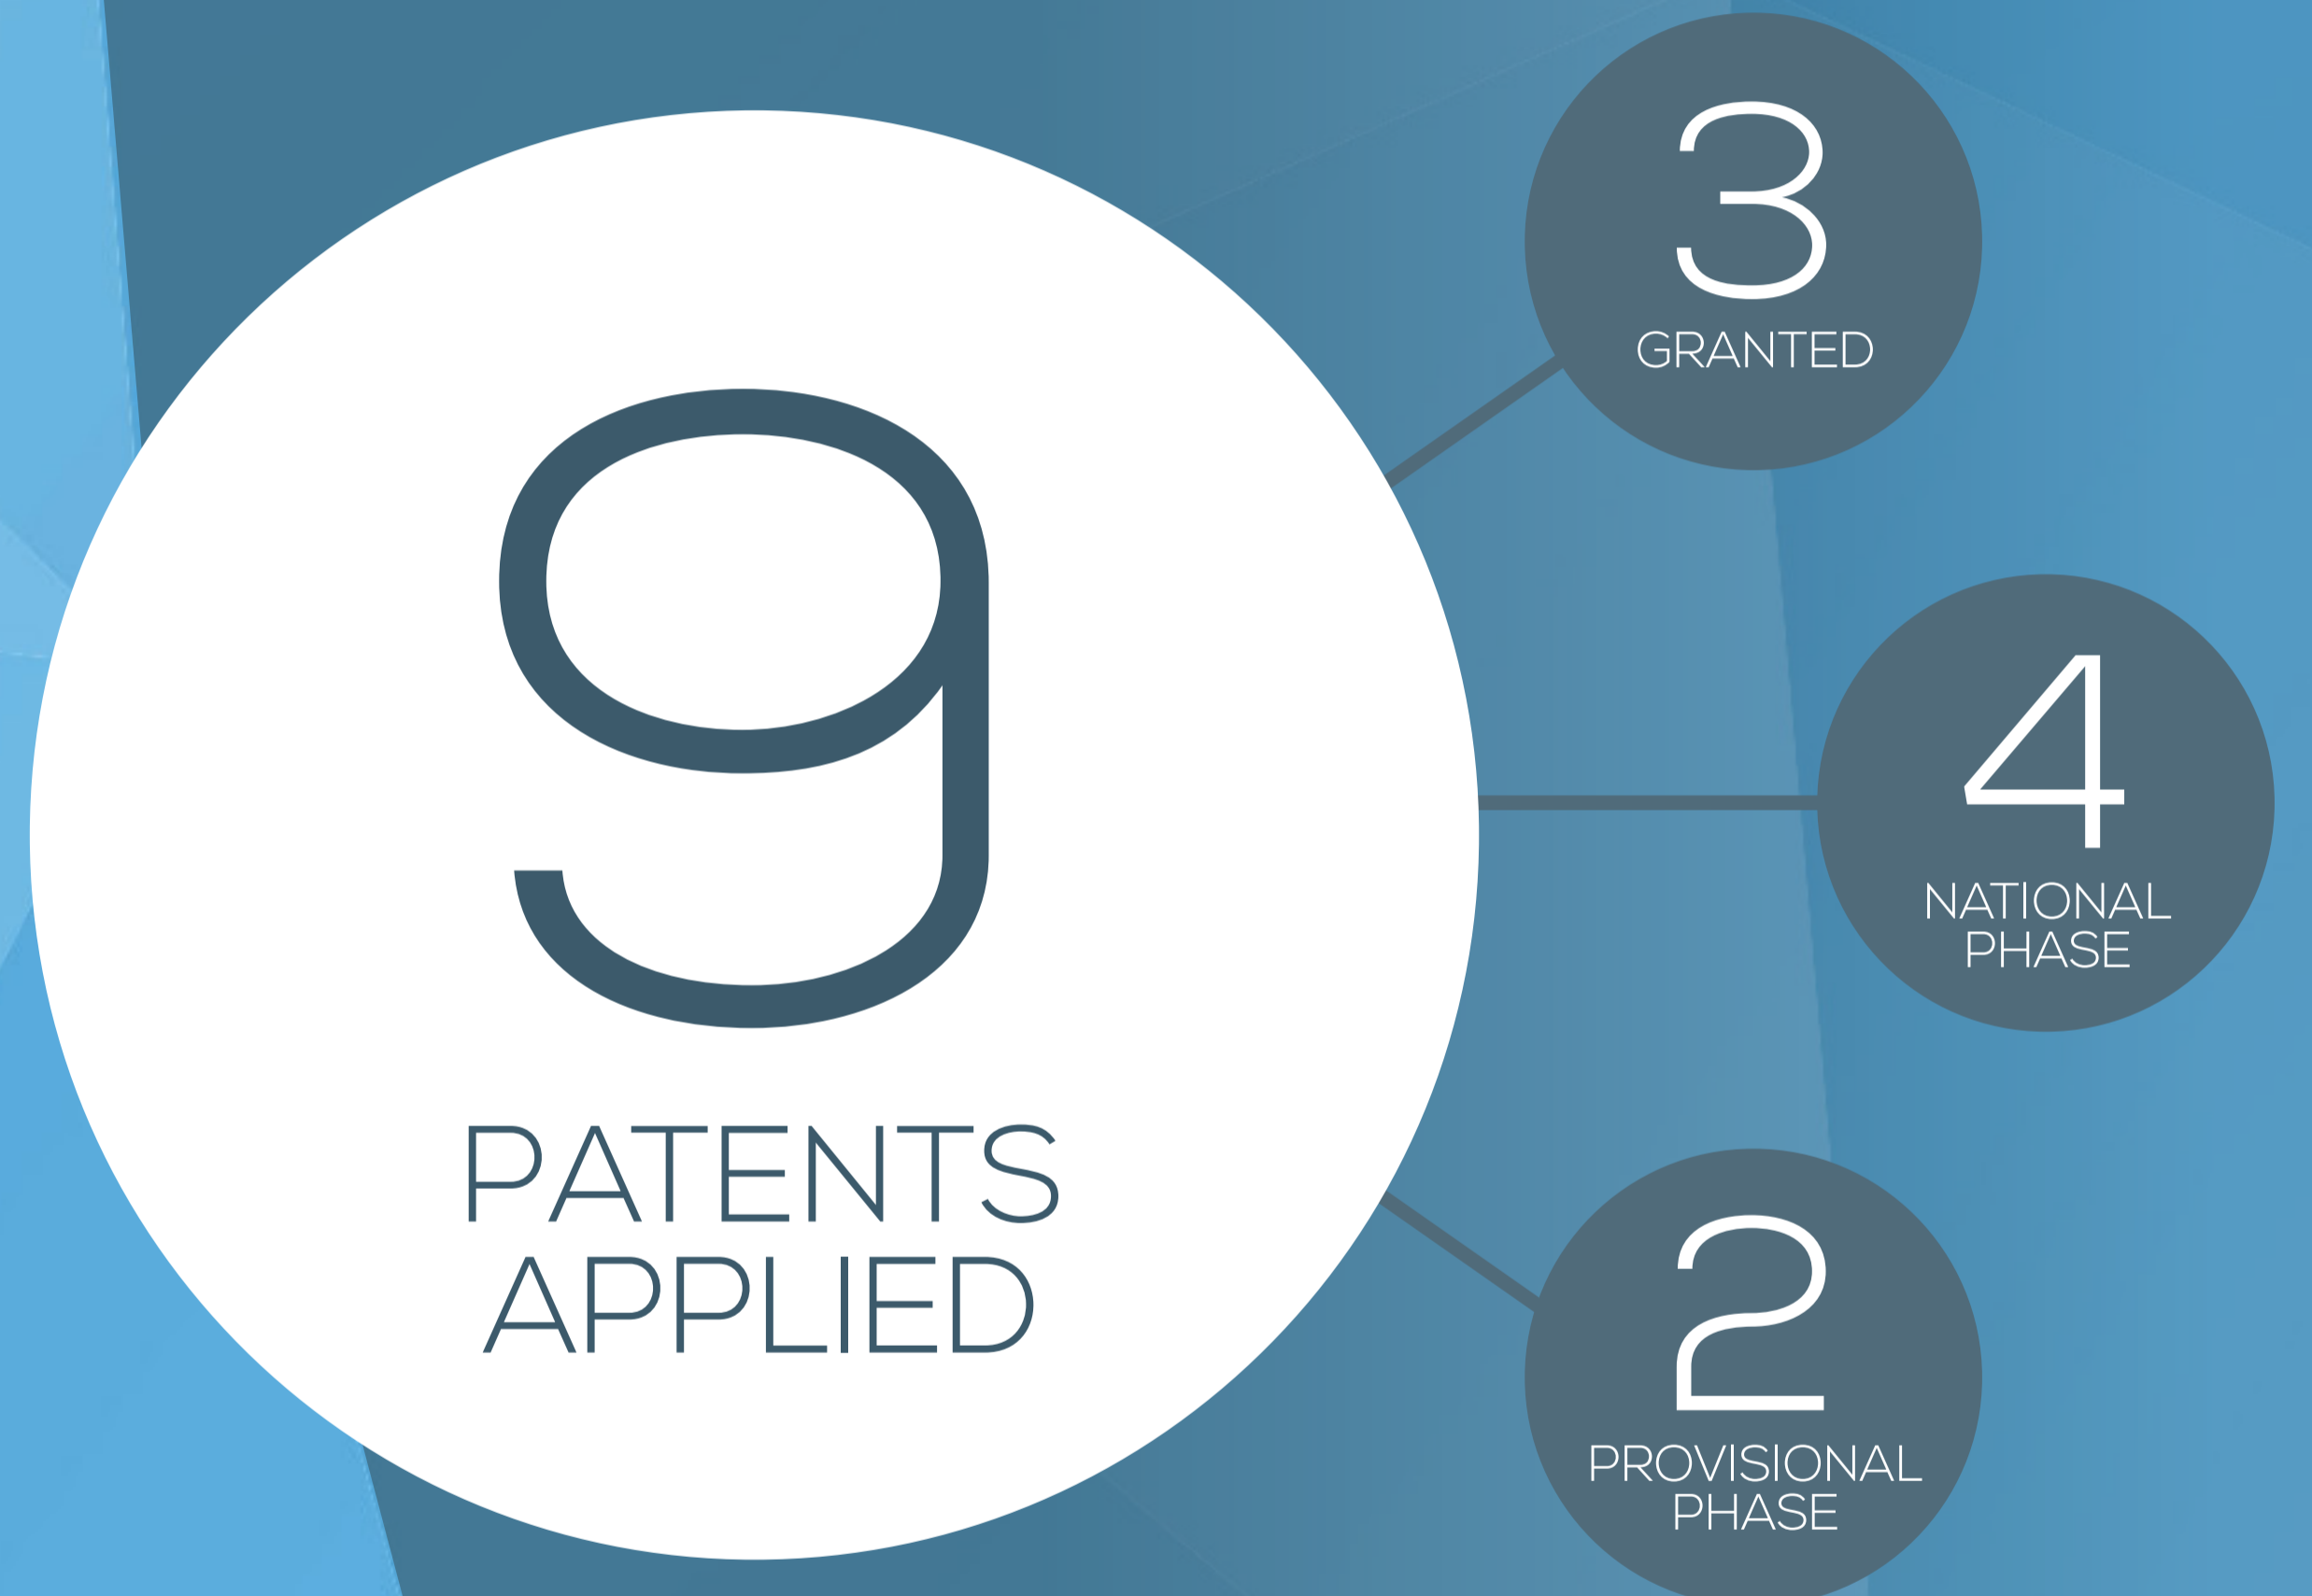 9
PATENTS
APPLIED
3
GRANTED
4
NATIONAL
PHASE
2
PROVISIONAL
PHASE